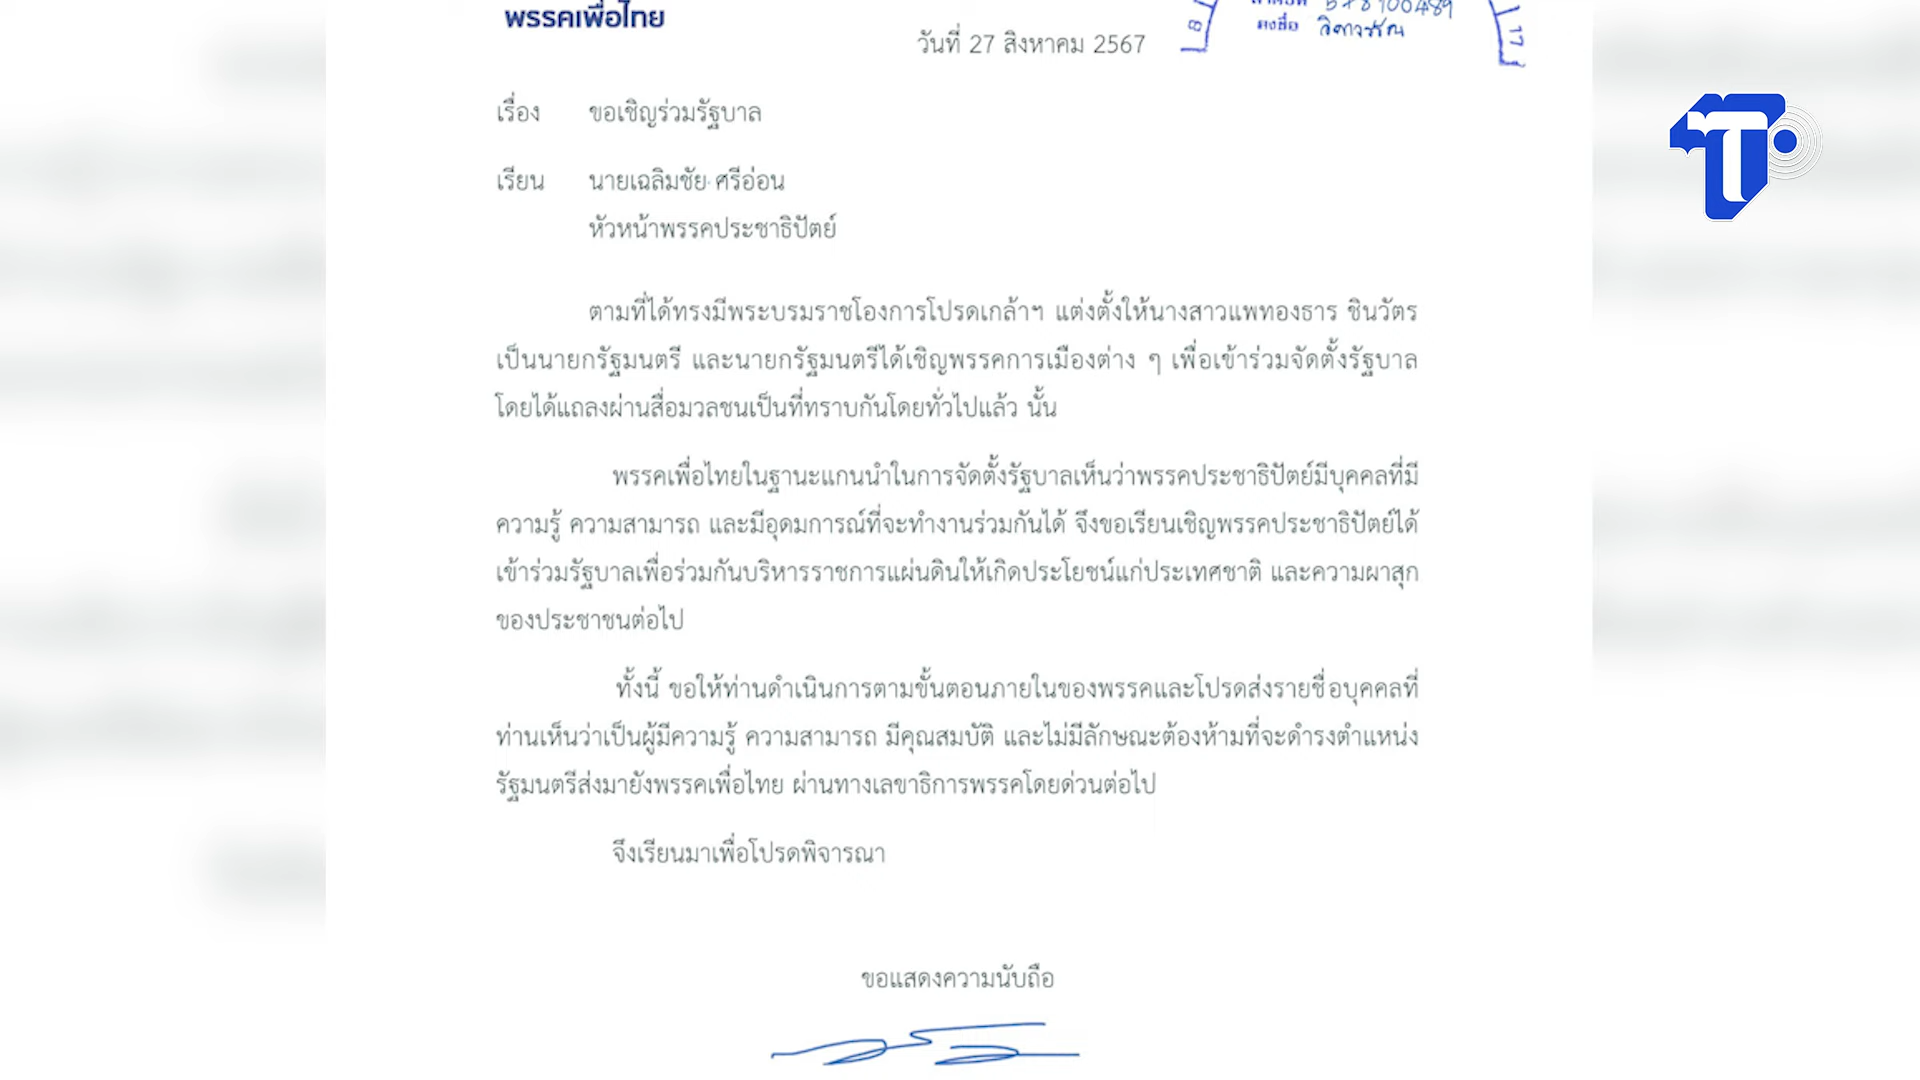 พรรคเพื่อไทย
ลงชื่อ
วันที่ 27 สิงหาคม 2567
17
8
T
เรื่อง ขอเชิญร่วมรัฐบาล
เรียน นายเฉลิมชัย ศรีอ่อน
หัวหน้าพรรคประชาธิปัตย์
ตามที่ได้ทรงมีพระบรมราชโองการโปรดเกล้าฯ แต่งตั้งให้นางสาวแพทองธาร ชินวัตร
เป็นนายกรัฐมนตรี และนายกรัฐมนตรีได้เชิญพรรคการเมืองต่าง ๆ เพื่อเข้าร่วมจัดตั้งรัฐบาล
โดยได้แถลงผ่านสื่อมวลชนเป็นที่ทราบกันโดยทั่วไปแล้ว นั้น
พรรคเพื่อไทยในฐานะแกนนำในการจัดตั้งรัฐบาลเห็นว่าพรรคประชาธิปัตย์มีบุคคลที่มี
ความรู้ ความสามารถ และมีอุดมการณ์ที่จะทำงานร่วมกันได้ จึงขอเรียนเชิญพรรคประชาธิปัตย์ได้
เข้าร่วมรัฐบาลเพื่อร่วมกันบริหารราชการแผ่นดินให้เกิดประโยชน์แก่ประเทศชาติ และความผาสุก
ของประชาชนต่อไป
ทั้งนี้ ขอให้ท่านดำเนินการตามขั้นตอนภายในของพรรคและโปรดส่งรายชื่อบุคคลที่
ท่านเห็นว่าเป็นผู้มีความรู้ ความสามารถ มีคุณสมบัติ และไม่มีลักษณะต้องห้ามที่จะดำรงตำแหน่ง
รัฐมนตรีส่งมายังพรรคเพื่อไทย ผ่านทางเลขาธิการพรรคโดยด่วนต่อไป
จึงเรียนมาเพื่อโปรดพิจารณา
ขอแสดงความนับถือ